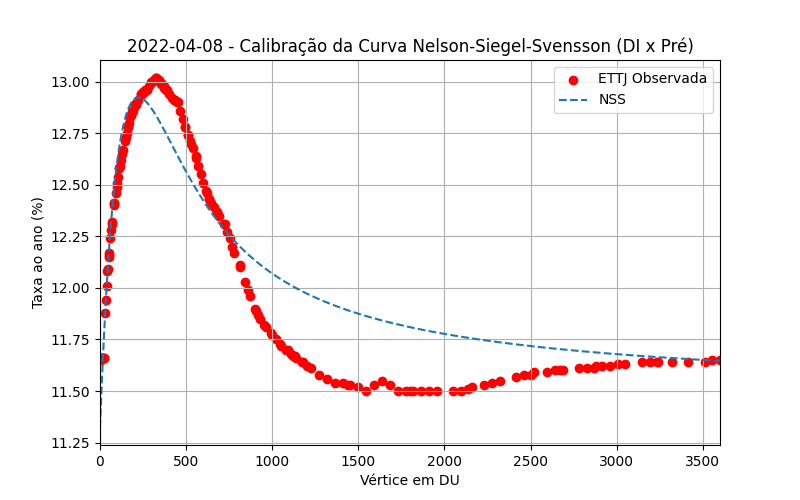 2022-04-08 - Calibração da Curva Nelson-Siegel-Svensson (DI x Pré)
ETTJ Observada
NSS
Taxa ao ano (%)
13.00
12.75
12.50
12.25
12.00
11.75
11.50
11.25
0 500 1000 1500 2000 2500 3000 3500
Vértice em DU